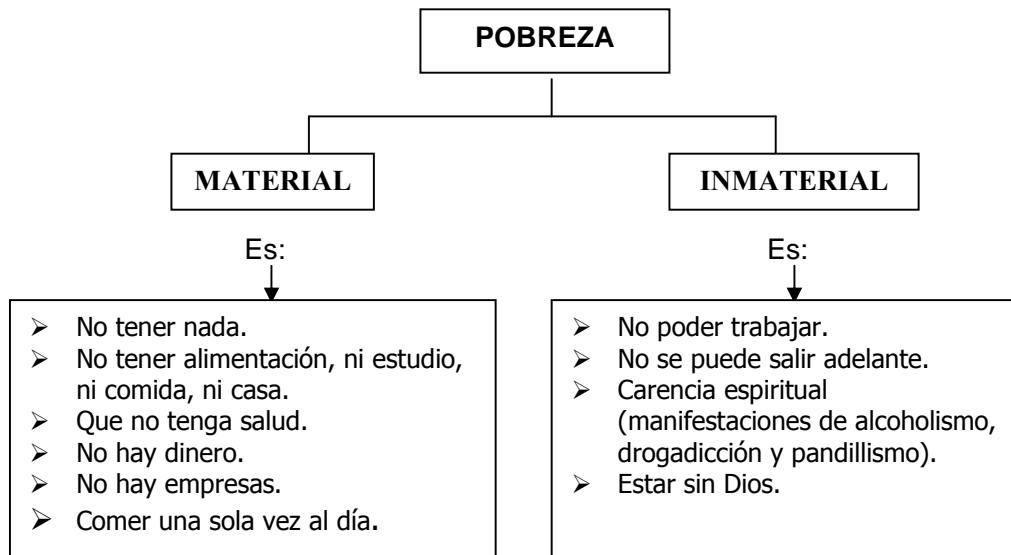 POBREZA
MATERIAL
Es:
➢ No tener nada.
➢ No tener alimentación, ni estudio,
ni comida, ni casa.
➢ Que no tenga salud.
➢ No hay dinero.
➢ No hay empresas.
➢ Comer una sola vez al día.
INMATERIAL
Es:
➢ No poder trabajar.
➢ No se puede salir adelante.
➢ Carencia espiritual
(manifestaciones de alcoholismo,
drogadicción y pandillismo).
➢ Estar sin Dios.